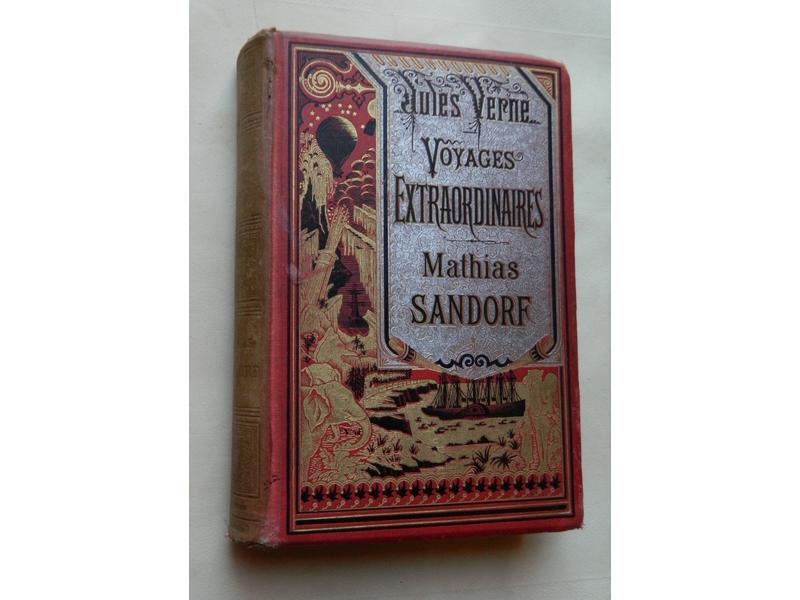 Jules Verne
Voyages
Extraordinaires
Mathias
SANDORF